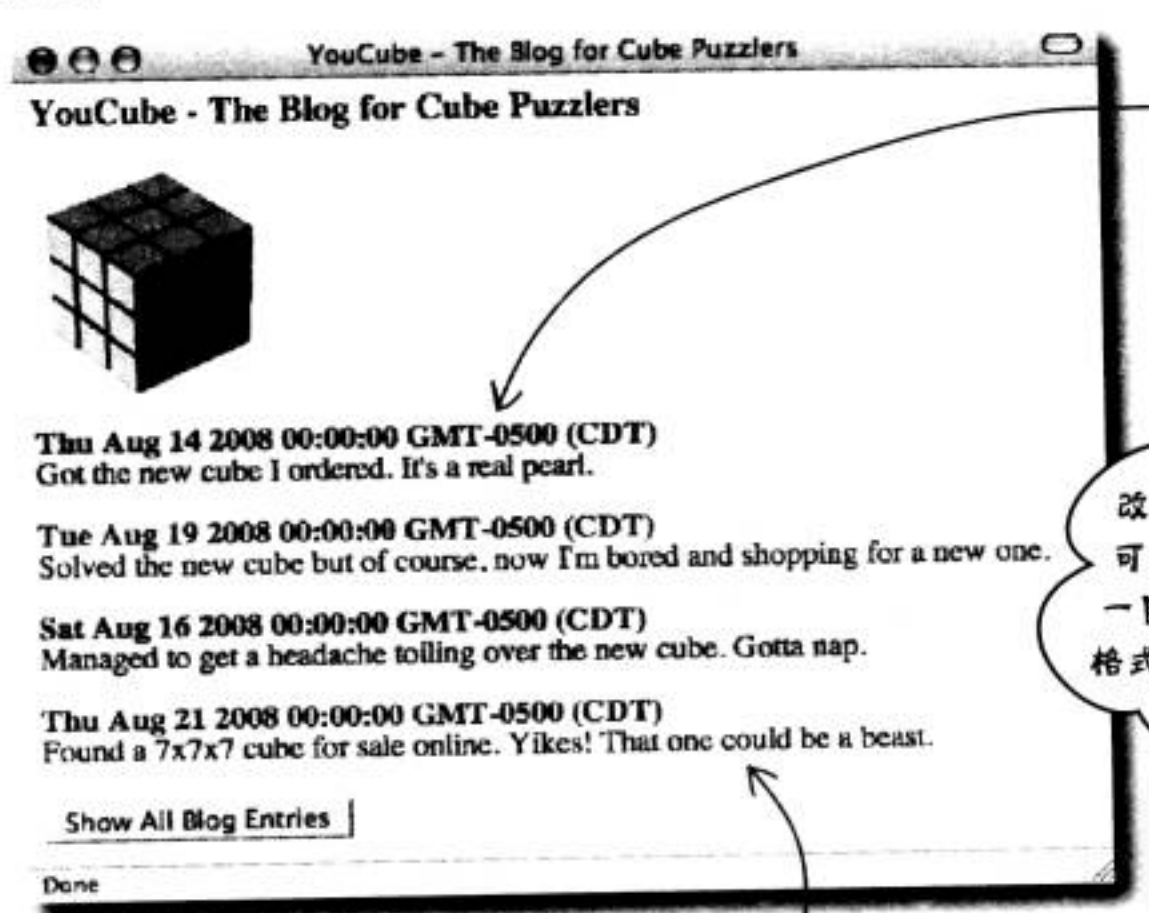 YouCube – The Blog for Cube Puzzlers
YouCube - The Blog for Cube Puzzlers
Thu Aug 14 2008 00:00:00 GMT-0500 (CDT)
Got the new cube I ordered. It's a real pearl.
Tue Aug 19 2008 00:00:00 GMT-0500 (CDT)
Solved the new cube but of course, now I'm bored and shopping for a new one.
Sat Aug 16 2008 00:00:00 GMT-0500 (CDT)
Managed to get a headache toiling over the new cube. Gotta nap.
Thu Aug 21 2008 00:00:00 GMT-0500 (CDT)
Found a 7x7x7 cube for sale online. Yikes! That one could be a beast.
Show All Blog Entries
Done
改
可
一
格式